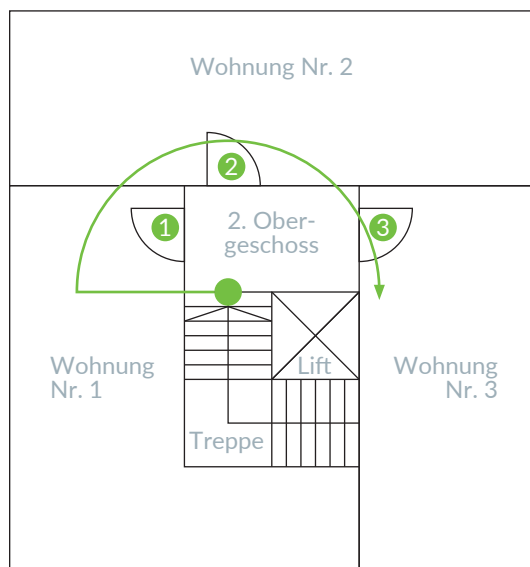 Wohnung Nr. 2
2
1
3
2. Ober-
geschoss
Wohnung
Nr. 1
Lift
Wohnung
Nr. 3
Treppe